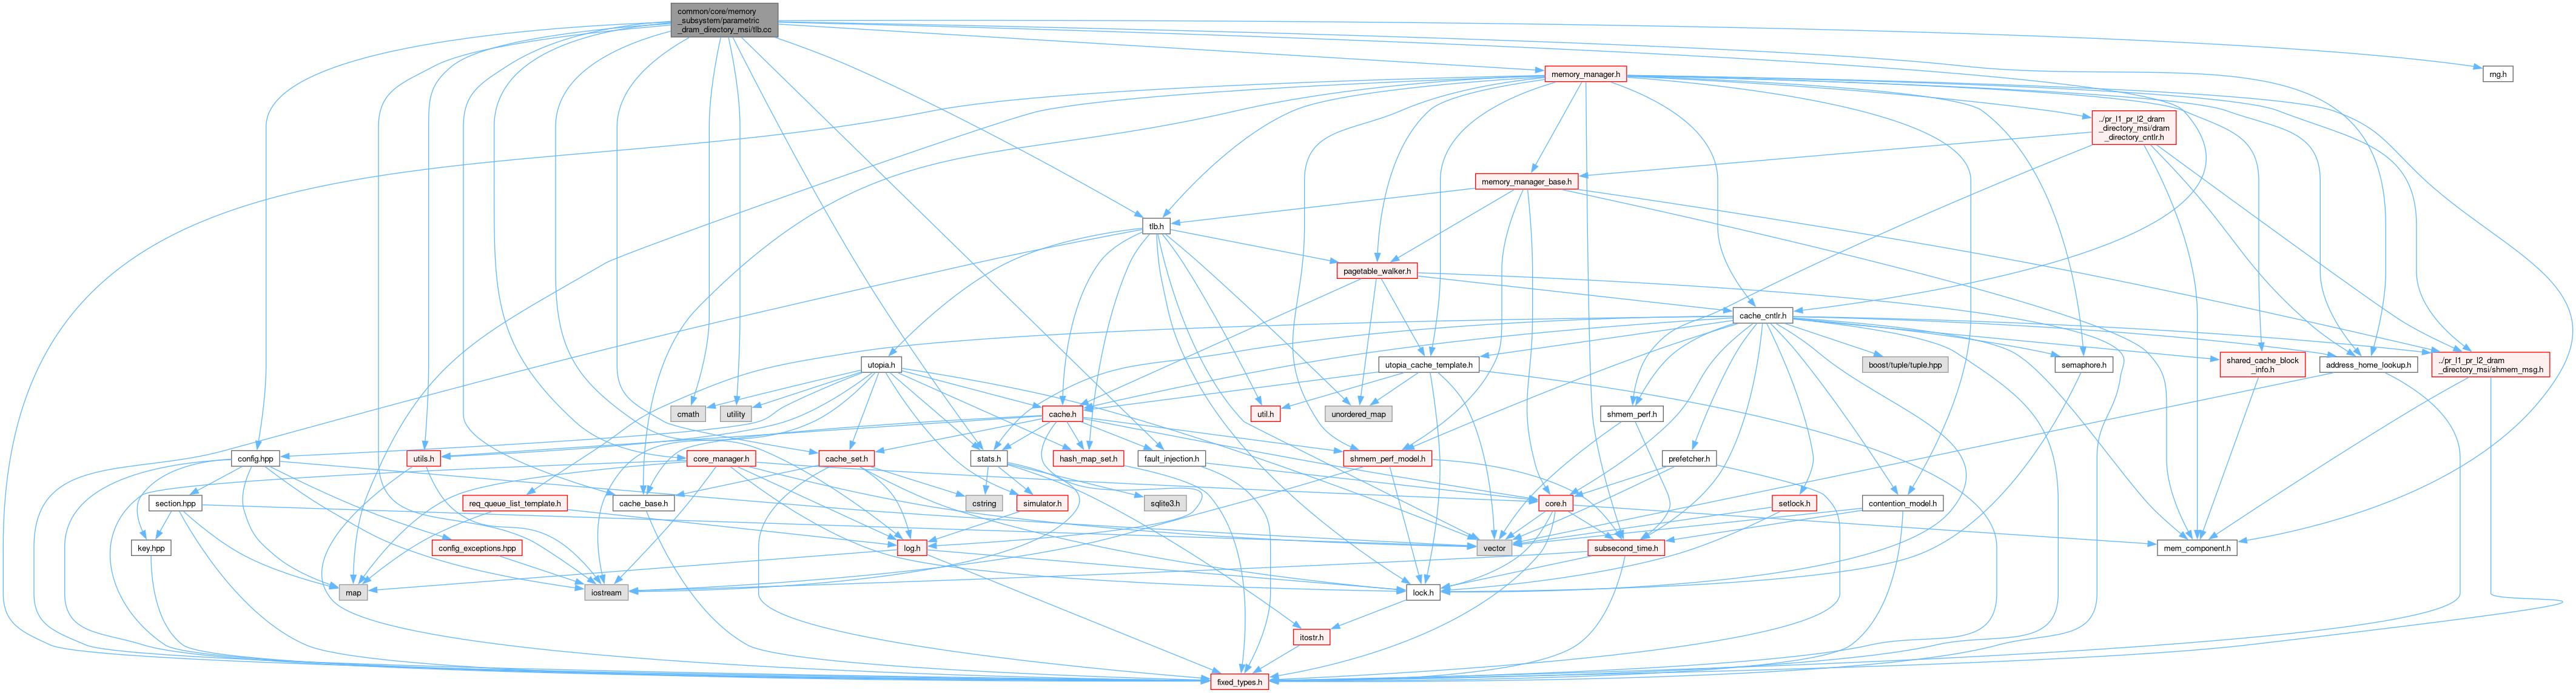 common/core/memory
_subsystem/parametric
_dram_directory_msi/tlb.cc
memory_manager.h
rng.h
../pr_l1_pr_l2_dram
_directory_msi/dram
_directory_cntlr.h
memory_manager_base.h
tlb.h
pagetable_walker.h
cache_cntlr.h
utopia.h
utopia_cache_template.h
boost/tuple/tuple.hpp
shared_cache_block
_info.h
semaphore.h
address_home_lookup.h
../pr_l1_pr_l2_dram
_directory_msi/shmem_msg.h
cmath
utility
cache.h
util.h
unordered_map
shmem_perf.h
config.hpp
utils.h
core_manager.h
cache_set.h
stats.h
hash_map_set.h
fault_injection.h
shmem_perf_model.h
prefetcher.h
section.hpp
req_queue_list_template.h
cache_base.h
cstring
simulator.h
sqlite3.h
core.h
setlock.h
contention_model.h
key.hpp
config_exceptions.hpp
log.h
vector
subsecond_time.h
mem_component.h
map
iostream
lock.h
itostr.h
fixed_types.h